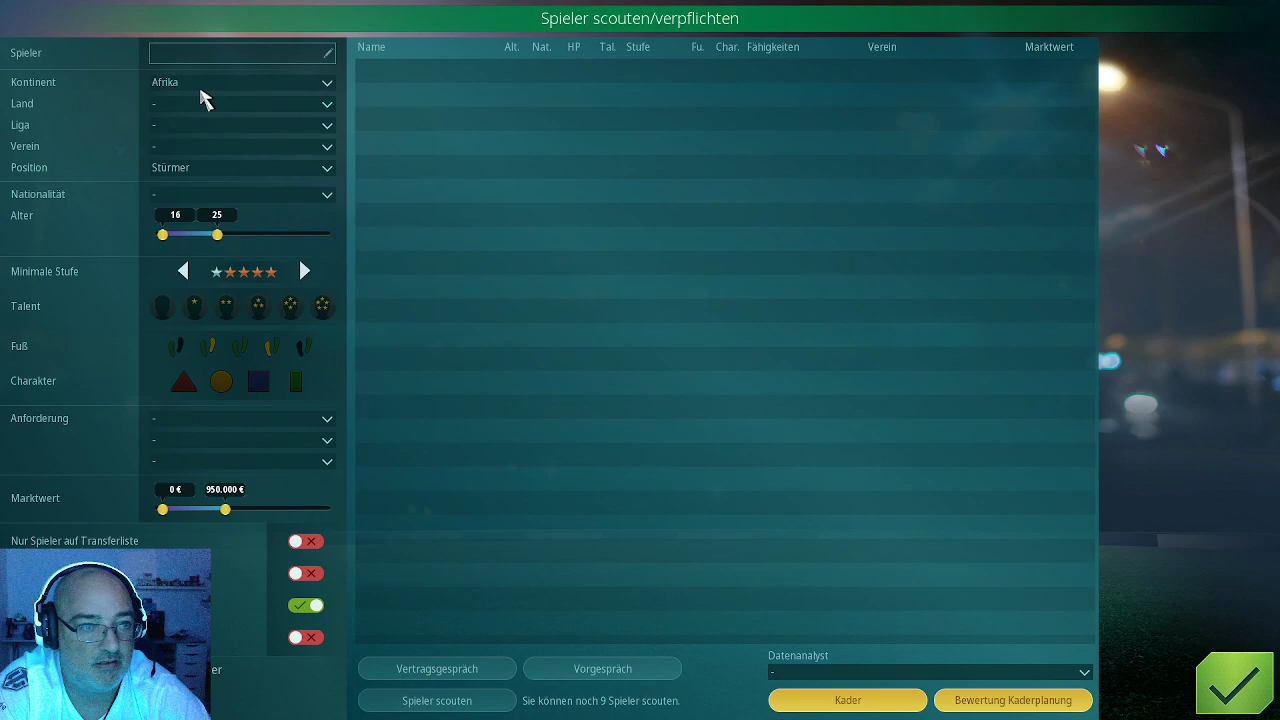 Spieler scouten/verpflichten
Spieler
Kontinent Afrika
Land -
Liga -
Verein -
Position Stürmer
Nationalität -
Alter 16 25
Minimale Stufe
Talent
Fuß
Charakter
Anforderung -
-
-
Marktwert 0 € 950.000 €
Nur Spieler auf Transferliste
er
Name Alt. Nat. HP Tal. Stufe Fu. Char. Fähigkeiten Verein Marktwert
Vertragsgespräch Vorgespräch
Spieler scouten Sie können noch 9 Spieler scouten.
Datenanalyst
-
Kader Bewertung Kaderplanung